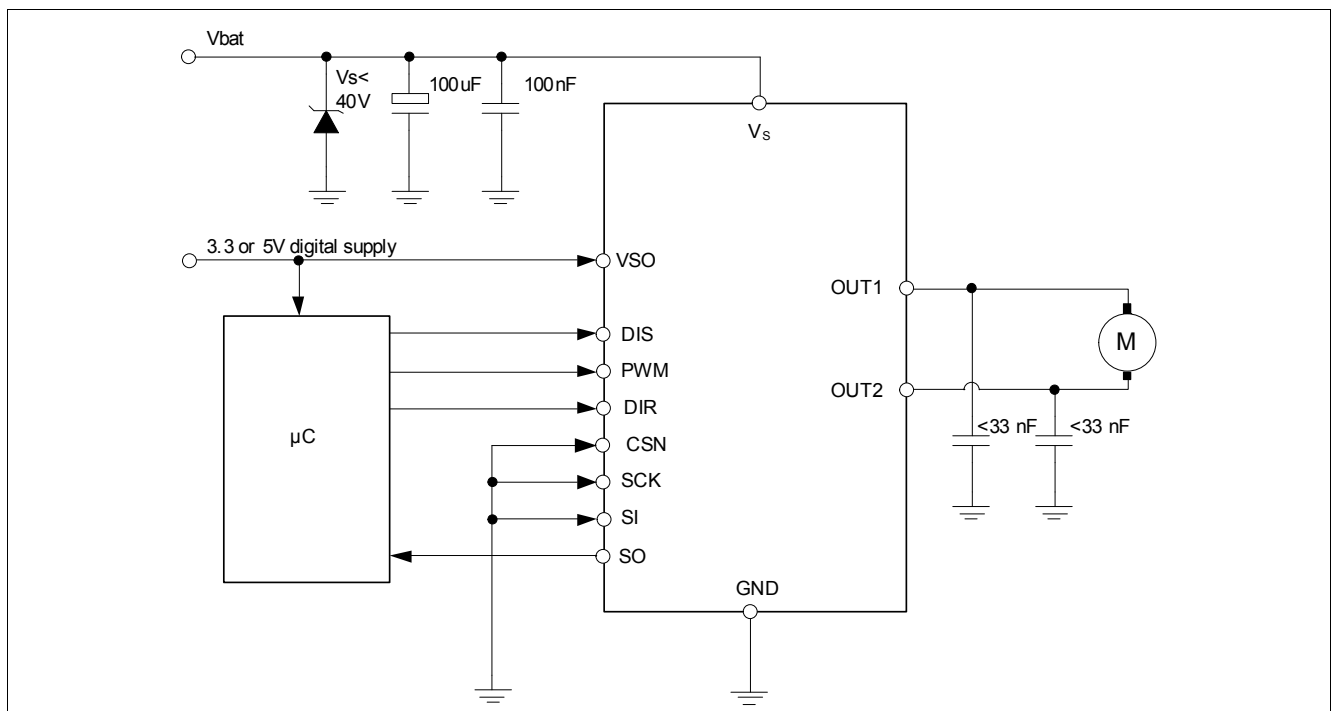 Vbat
Vs<
40V
100uF
100nF
VS
3.3 or 5V digital supply
VSO
OUT1
DIS
M
PWM
OUT2
DIR
µC
CSN
<33 nF
<33 nF
SCK
SI
SO
GND